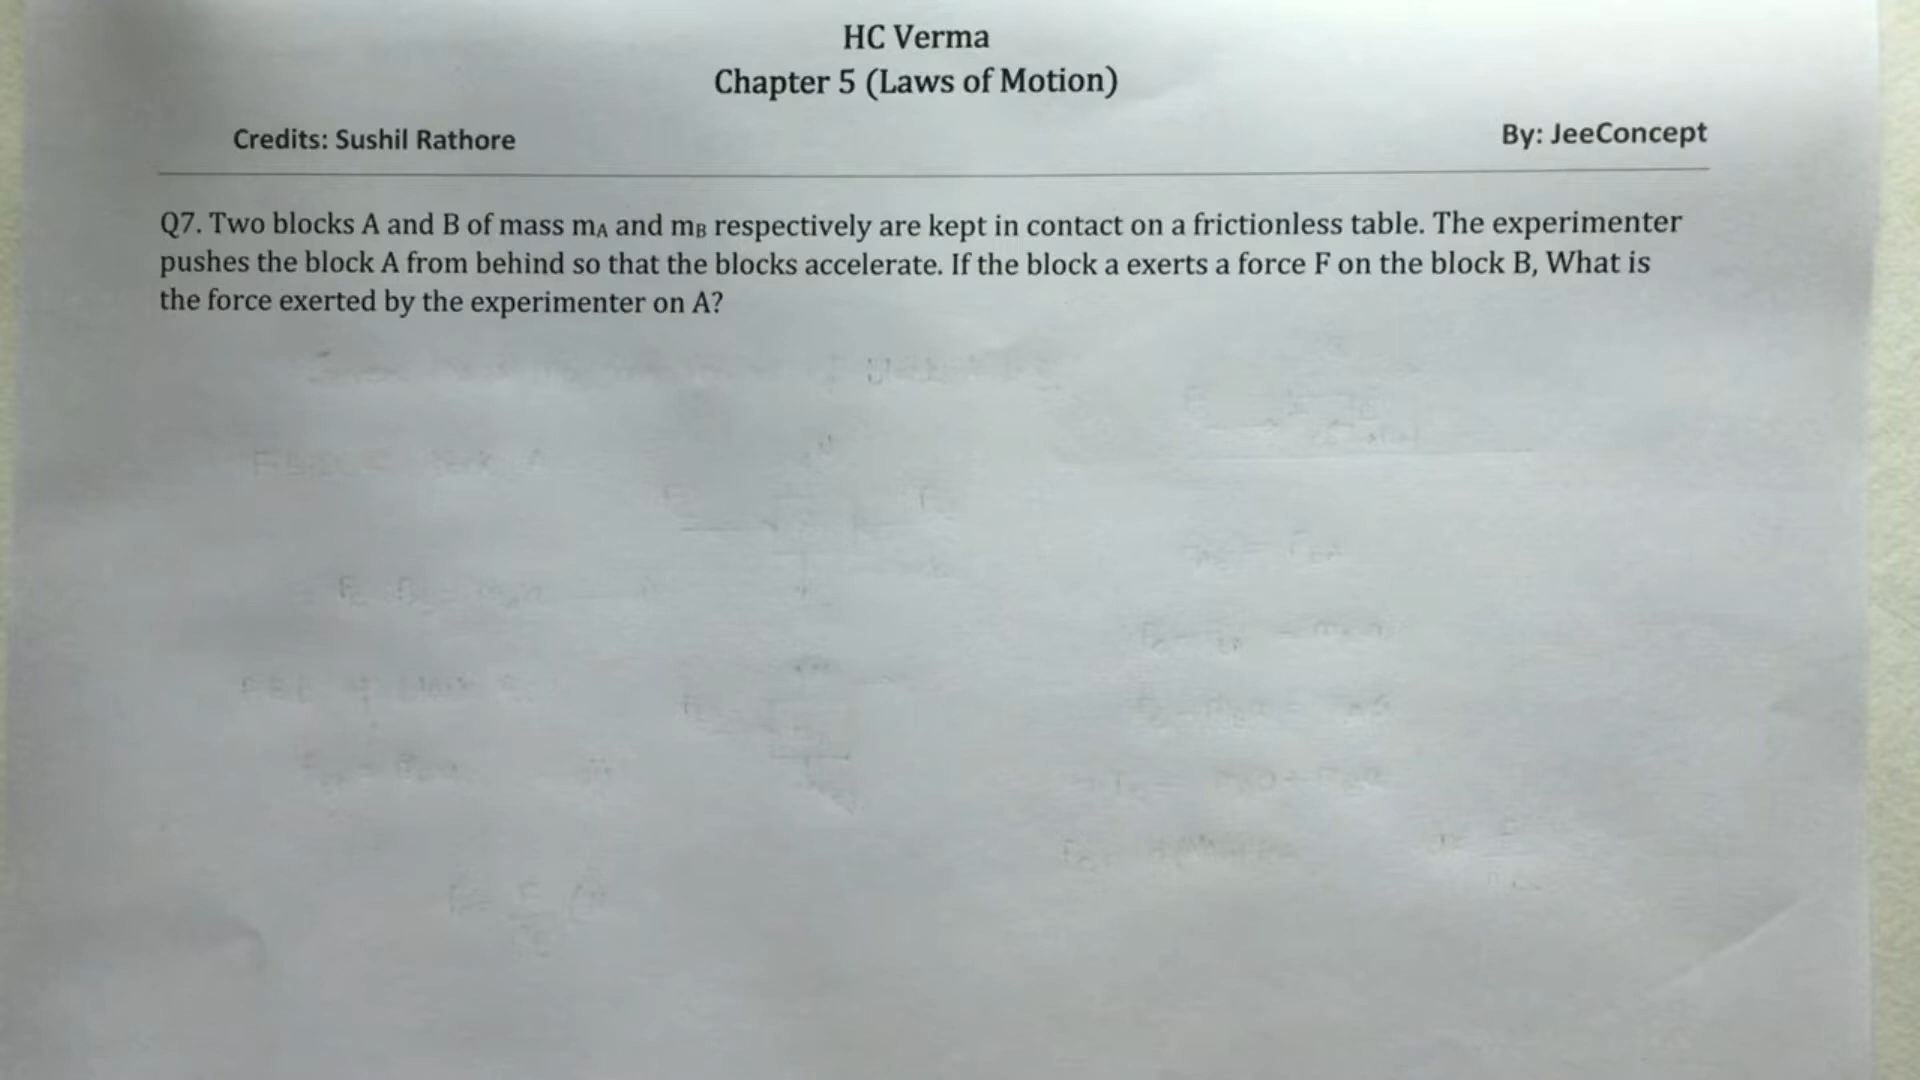 HC Verma
Chapter 5 (Laws of Motion)
Credits: Sushil Rathore
By: JeeConcept
Q7. Two blocks A and B of mass mA and mB respectively are kept in contact on a frictionless table. The experimenter
pushes the block A from behind so that the blocks accelerate. If the block a exerts a force F on the block B, What is
the force exerted by the experimenter on A?